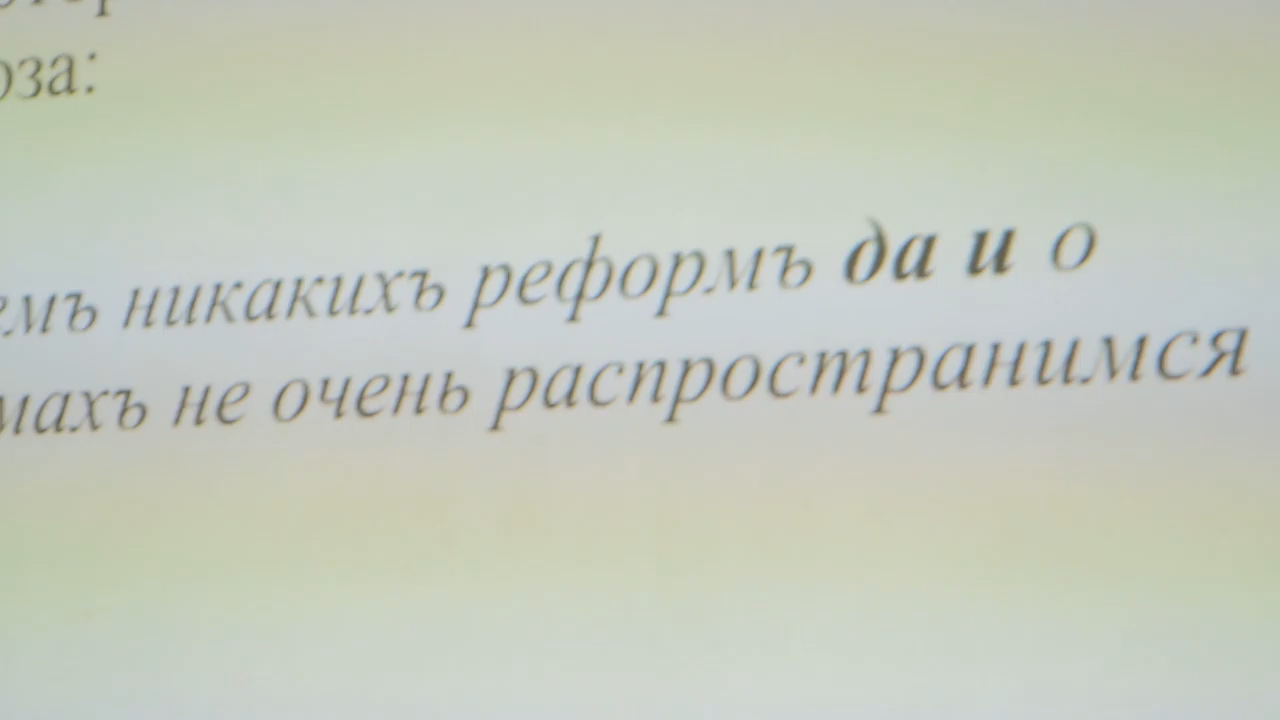 оза:
емъ никакихъ реформъ да и о
махъ не очень распространимся